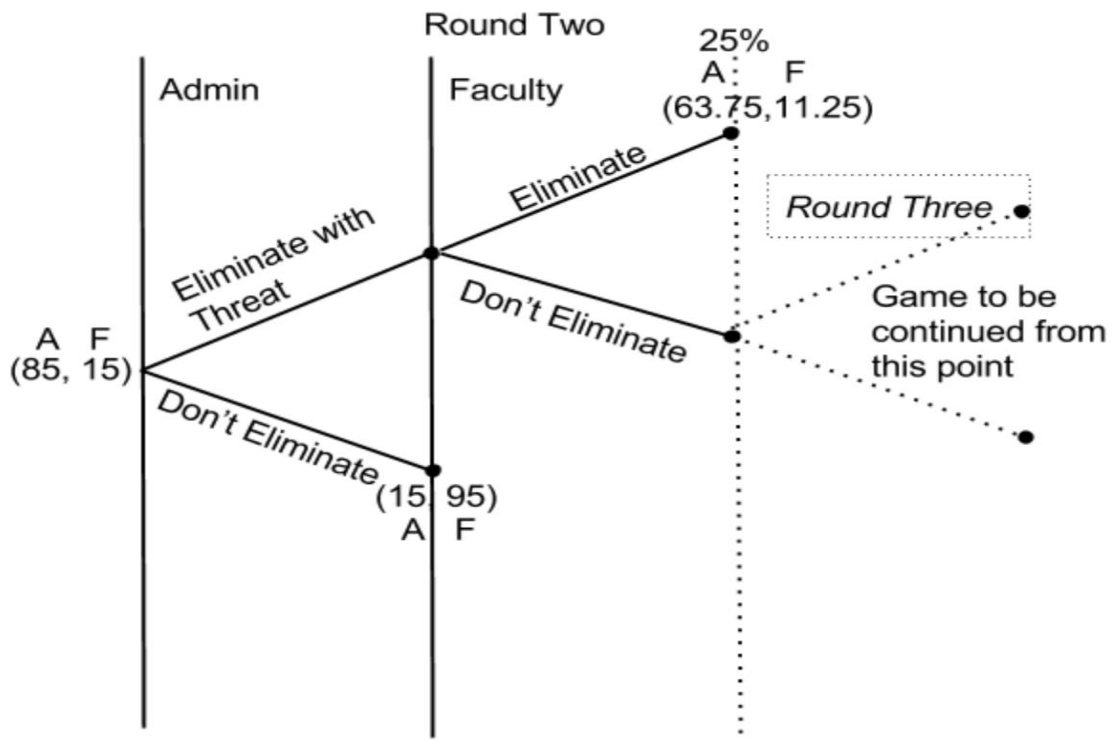 Round Two
25%
A F
(63.75,11.25)
Admin
Faculty
Eliminate
Round Three
Eliminate with
Threat
Don't Eliminate
Game to be
continued from
this point
A F
(85, 15)
Don't Eliminate
(15, 95)
A F